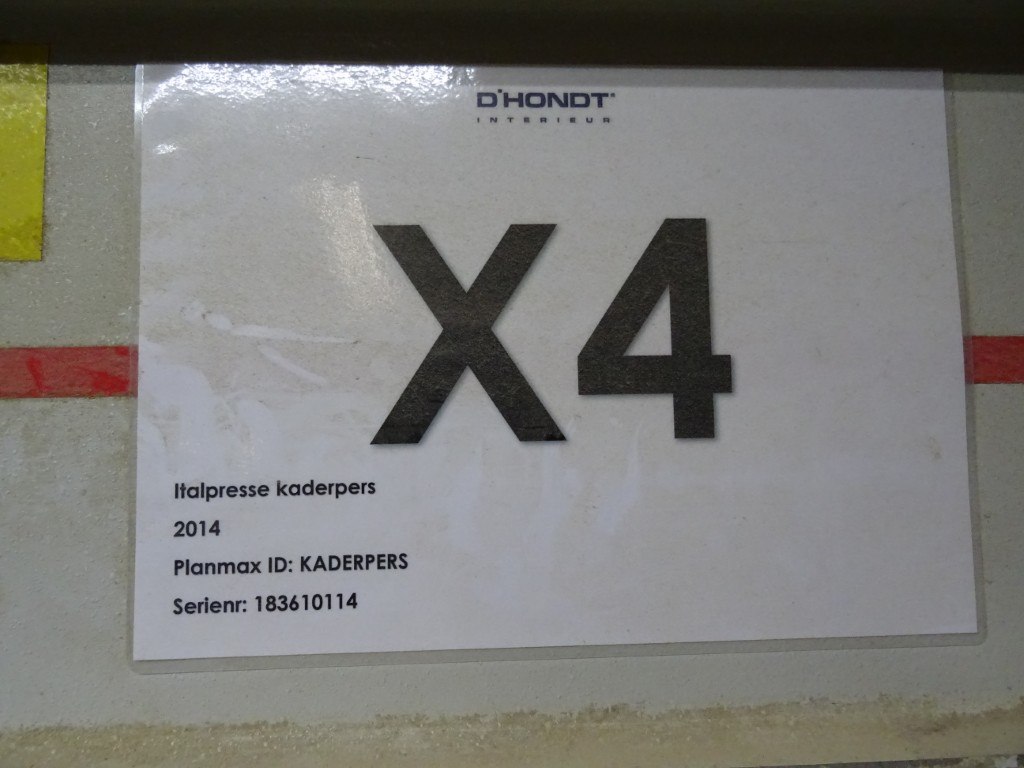 D'HONDT
INTERIEUR
X4
Italpresse kaderpers
2014
Planmax ID: KADERPERS
Serienr: 183610114